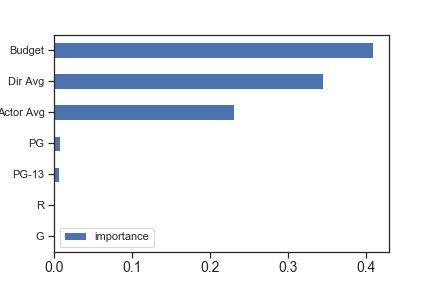 Budget
Dir Avg
Actor Avg
PG
PG-13
R
G
importance
0.0 0.1 0.2 0.3 0.4